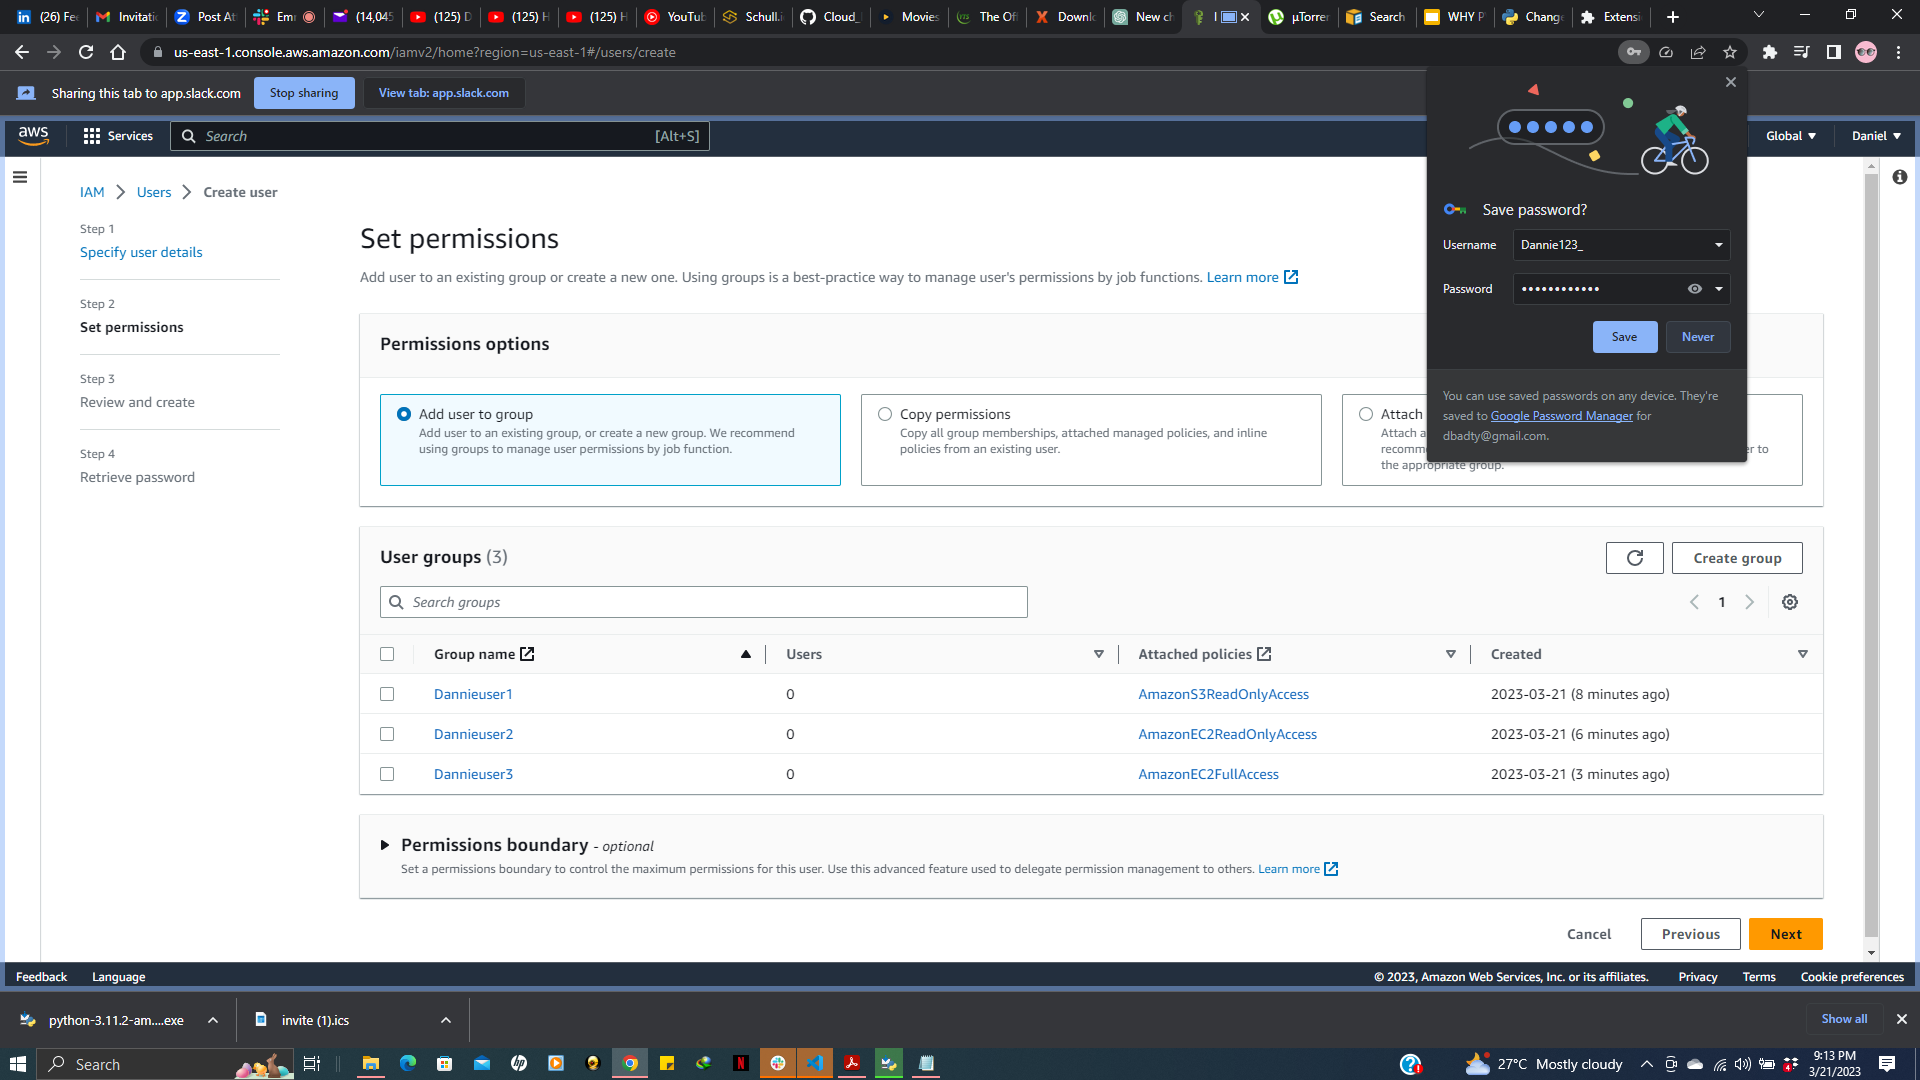 (26) Fee
Invitatio
Post At
Em
(14,045
(125) D
(125) H
(125) H
YouTub
Schull.i
Cloud_
Movies
The Off
Downlo
New ch
I
µTorren
Search
WHY P
Change
Extensi
us-east-1.console.aws.amazon.com/iamv2/home?region=us-east-1#/users/create
Sharing this tab to app.slack.com
Stop sharing
View tab: app.slack.com
aws
Services
Search
[Alt+S]
Global
Daniel
Save password?
Username
Dannie123_
Password
••••••••••••
Save
Never
You can use saved passwords on any device. They're
saved to Google Password Manager for
dbadty@gmail.com.
IAM
Users
Create user
Step 1
Specify user details
Step 2
Set permissions
Step 3
Review and create
Step 4
Retrieve password
Set permissions
Add user to an existing group or create a new one. Using groups is a best-practice way to manage user's permissions by job functions. Learn more
Permissions options
Add user to group
Add user to an existing group, or create a new group. We recommend
using groups to manage user permissions by job function.
Copy permissions
Copy all group memberships, attached managed policies, and inline
policies from an existing user.
Attach
Attach a
recomm
er to
the appropriate group.
User groups (3)
Create group
Search groups
1
Group name
Users
Attached policies
Created
Dannieuser1
0
AmazonS3ReadOnlyAccess
2023-03-21 (8 minutes ago)
Dannieuser2
0
AmazonEC2ReadOnlyAccess
2023-03-21 (6 minutes ago)
Dannieuser3
0
AmazonEC2FullAccess
2023-03-21 (3 minutes ago)
Permissions boundary - optional
Set a permissions boundary to control the maximum permissions for this user. Use this advanced feature used to delegate permission management to others. Learn more
Cancel
Previous
Next
Feedback
Language
© 2023, Amazon Web Services, Inc. or its affiliates.
Privacy
Terms
Cookie preferences
python-3.11.2-am....exe
invite (1).ics
Show all
Search
27°C
Mostly cloudy
9:13 PM
3/21/2023